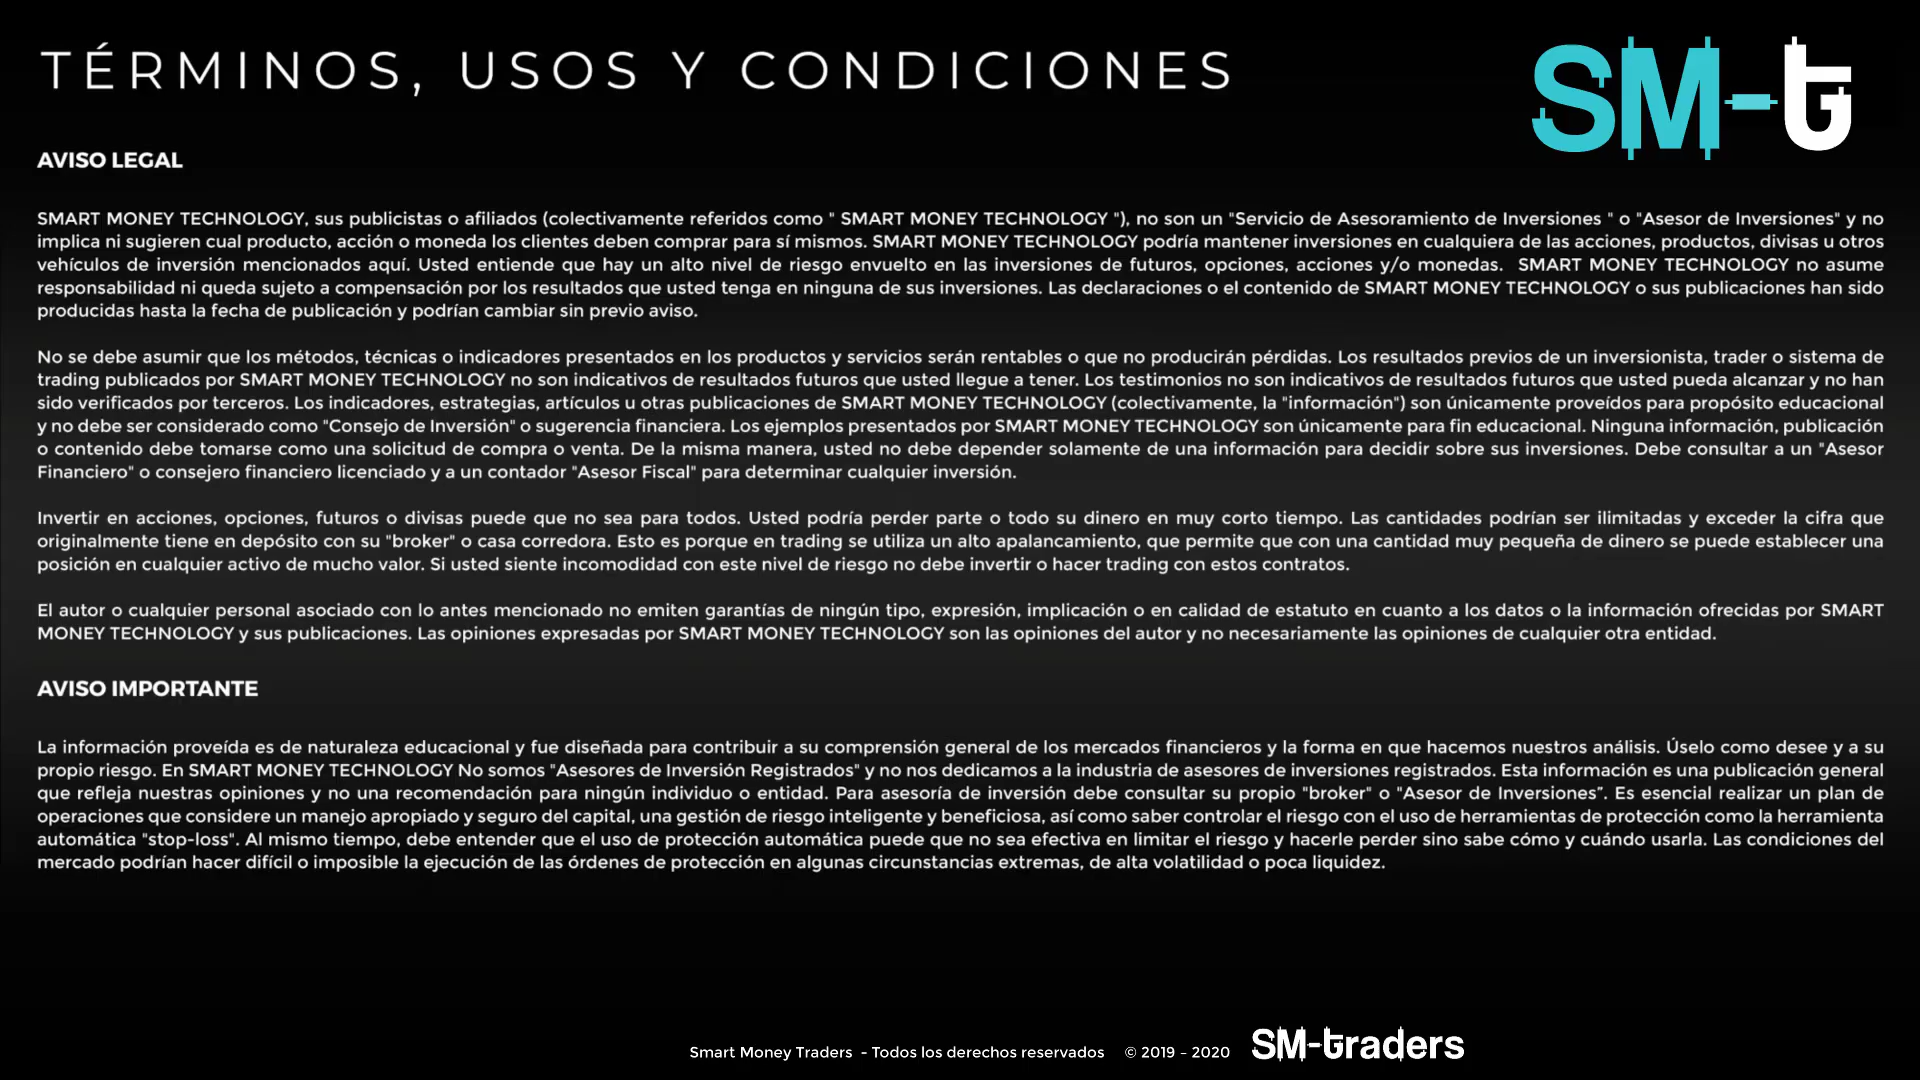 TÉRMINOS, USOS Y CONDICIONES
SM-t
AVISO LEGAL
SMART MONEY TECHNOLOGY, sus publicistas o afiliados (colectivamente referidos como " SMART MONEY TECHNOLOGY "), no son un "Servicio de Asesoramiento de Inversiones " o "Asesor de Inversiones" y no
implica ni sugieren cual producto, acción o moneda los clientes deben comprar para sí mismos. SMART MONEY TECHNOLOGY podría mantener inversiones en cualquiera de las acciones, productos, divisas u otros
vehículos de inversión mencionados aquí. Usted entiende que hay un alto nivel de riesgo envuelto en las inversiones de futuros, opciones, acciones y/o monedas. SMART MONEY TECHNOLOGY no asume
responsabilidad ni queda sujeto a compensación por los resultados que usted tenga en ninguna de sus inversiones. Las declaraciones o el contenido de SMART MONEY TECHNOLOGY o sus publicaciones han sido
producidas hasta la fecha de publicación y podrían cambiar sin previo aviso.
No se debe asumir que los métodos, técnicas o indicadores presentados en los productos y servicios serán rentables o que no producirán pérdidas. Los resultados previos de un inversionista, trader o sistema de
trading publicados por SMART MONEY TECHNOLOGY no son indicativos de resultados futuros que usted llegue a tener. Los testimonios no son indicativos de resultados futuros que usted pueda alcanzar y no han
sido verificados por terceros. Los indicadores, estrategias, artículos u otras publicaciones de SMART MONEY TECHNOLOGY (colectivamente, la "información") son únicamente proveídos para propósito educacional
y no debe ser considerado como "Consejo de Inversión" o sugerencia financiera. Los ejemplos presentados por SMART MONEY TECHNOLOGY son únicamente para fin educacional. Ninguna información, publicación
o contenido debe tomarse como una solicitud de compra o venta. De la misma manera, usted no debe depender solamente de una información para decidir sobre sus inversiones. Debe consultar a un "Asesor
Financiero" o consejero financiero licenciado y a un contador "Asesor Fiscal" para determinar cualquier inversión.
Invertir en acciones, opciones, futuros o divisas puede que no sea para todos. Usted podría perder parte o todo su dinero en muy corto tiempo. Las cantidades podrían ser ilimitadas y exceder la cifra que
originalmente tiene en depósito con su "broker" o casa corredora. Esto es porque en trading se utiliza un alto apalancamiento, que permite que con una cantidad muy pequeña de dinero se puede establecer una
posición en cualquier activo de mucho valor. Si usted siente incomodidad con este nivel de riesgo no debe invertir o hacer trading con estos contratos.
El autor o cualquier personal asociado con lo antes mencionado no emiten garantías de ningún tipo, expresión, implicación o en calidad de estatuto en cuanto a los datos o la información ofrecidas por SMART
MONEY TECHNOLOGY y sus publicaciones. Las opiniones expresadas por SMART MONEY TECHNOLOGY son las opiniones del autor y no necesariamente las opiniones de cualquier otra entidad.
AVISO IMPORTANTE
La información proveída es de naturaleza educacional y fue diseñada para contribuir a su comprensión general de los mercados financieros y la forma en que hacemos nuestros análisis. Úselo como desee y a su
propio riesgo. En SMART MONEY TECHNOLOGY No somos "Asesores de Inversión Registrados" y no nos dedicamos a la industria de asesores de inversiones registrados. Esta información es una publicación general
que refleja nuestras opiniones y no una recomendación para ningún individuo o entidad. Para asesoría de inversión debe consultar su propio "broker" o "Asesor de Inversiones”. Es esencial realizar un plan de
operaciones que considere un manejo apropiado y seguro del capital, una gestión de riesgo inteligente y beneficiosa, así como saber controlar el riesgo con el uso de herramientas de protección como la herramienta
automática "stop-loss". Al mismo tiempo, debe entender que el uso de protección automática puede que no sea efectiva en limitar el riesgo y hacerle perder sino sabe cómo y cuándo usarla. Las condiciones del
mercado podrían hacer difícil o imposible la ejecución de las órdenes de protección en algunas circunstancias extremas, de alta volatilidad o poca liquidez.
Smart Money Traders - Todos los derechos reservados © 2019 – 2020 SM-traders